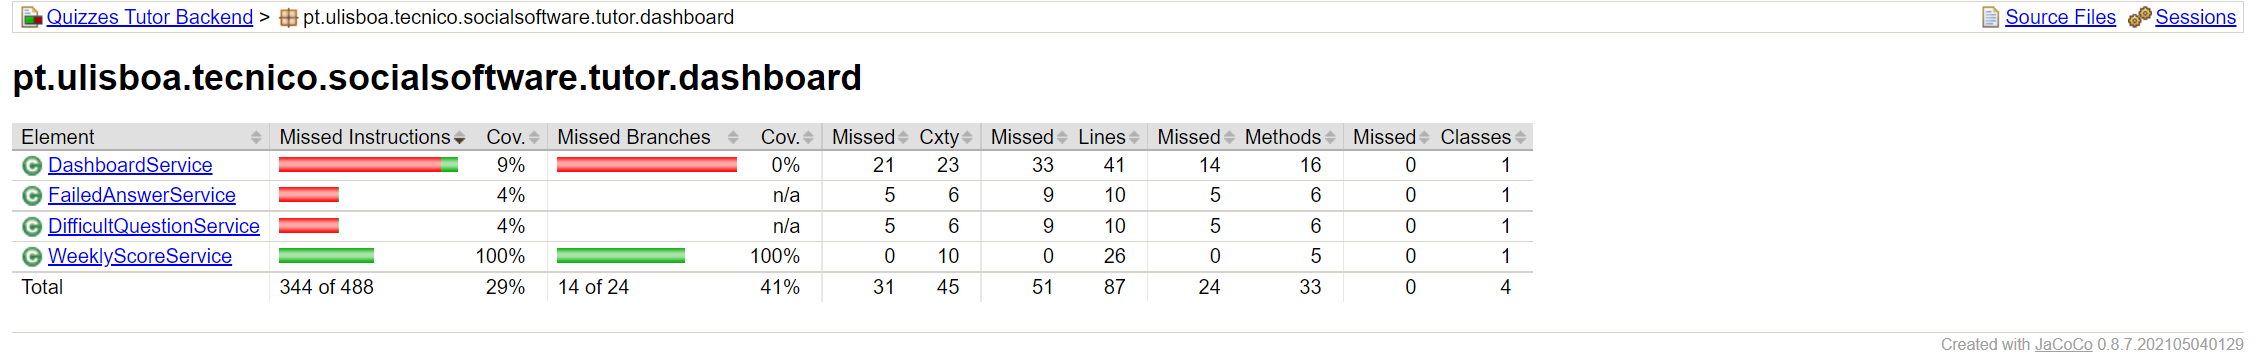 Quizzes Tutor Backend > pt.ulisboa.tecnico.socialsoftware.tutor.dashboard Source Files Sessions
pt.ulisboa.tecnico.socialsoftware.tutor.dashboard
Element Missed Instructions Cov. Missed Branches Cov. Missed Cxty Missed Lines Missed Methods Missed Classes
DashboardService 9% 0% 21 23 33 41 14 16 0 1
FailedAnswerService 4% n/a 5 6 9 10 5 6 0 1
DifficultQuestionService 4% n/a 5 6 9 10 5 6 0 1
WeeklyScoreService 100% 100% 0 10 0 26 0 5 0 1
Total 344 of 488 29% 14 of 24 41% 31 45 51 87 24 33 0 4
Created with JaCoCo 0.8.7.202105040129